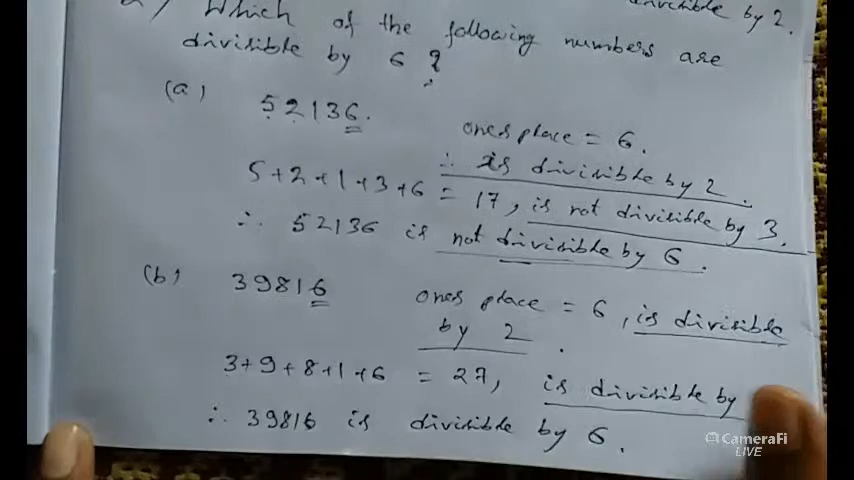 divisible by 2.
Which of the following numbers are
divisible by 6 ?
(a) 52136. ones place = 6.
∴ is divisible by 2.
5+2+1+3+6 = 17, is not divisible by 3.
∴ 52136 is not divisible by 6.
(b) 39816 ones place = 6, is divisible
by 2.
3+9+8+1+6 = 27, is divisible by
∴ 39816 is divisible by 6.
CameraFi
LIVE